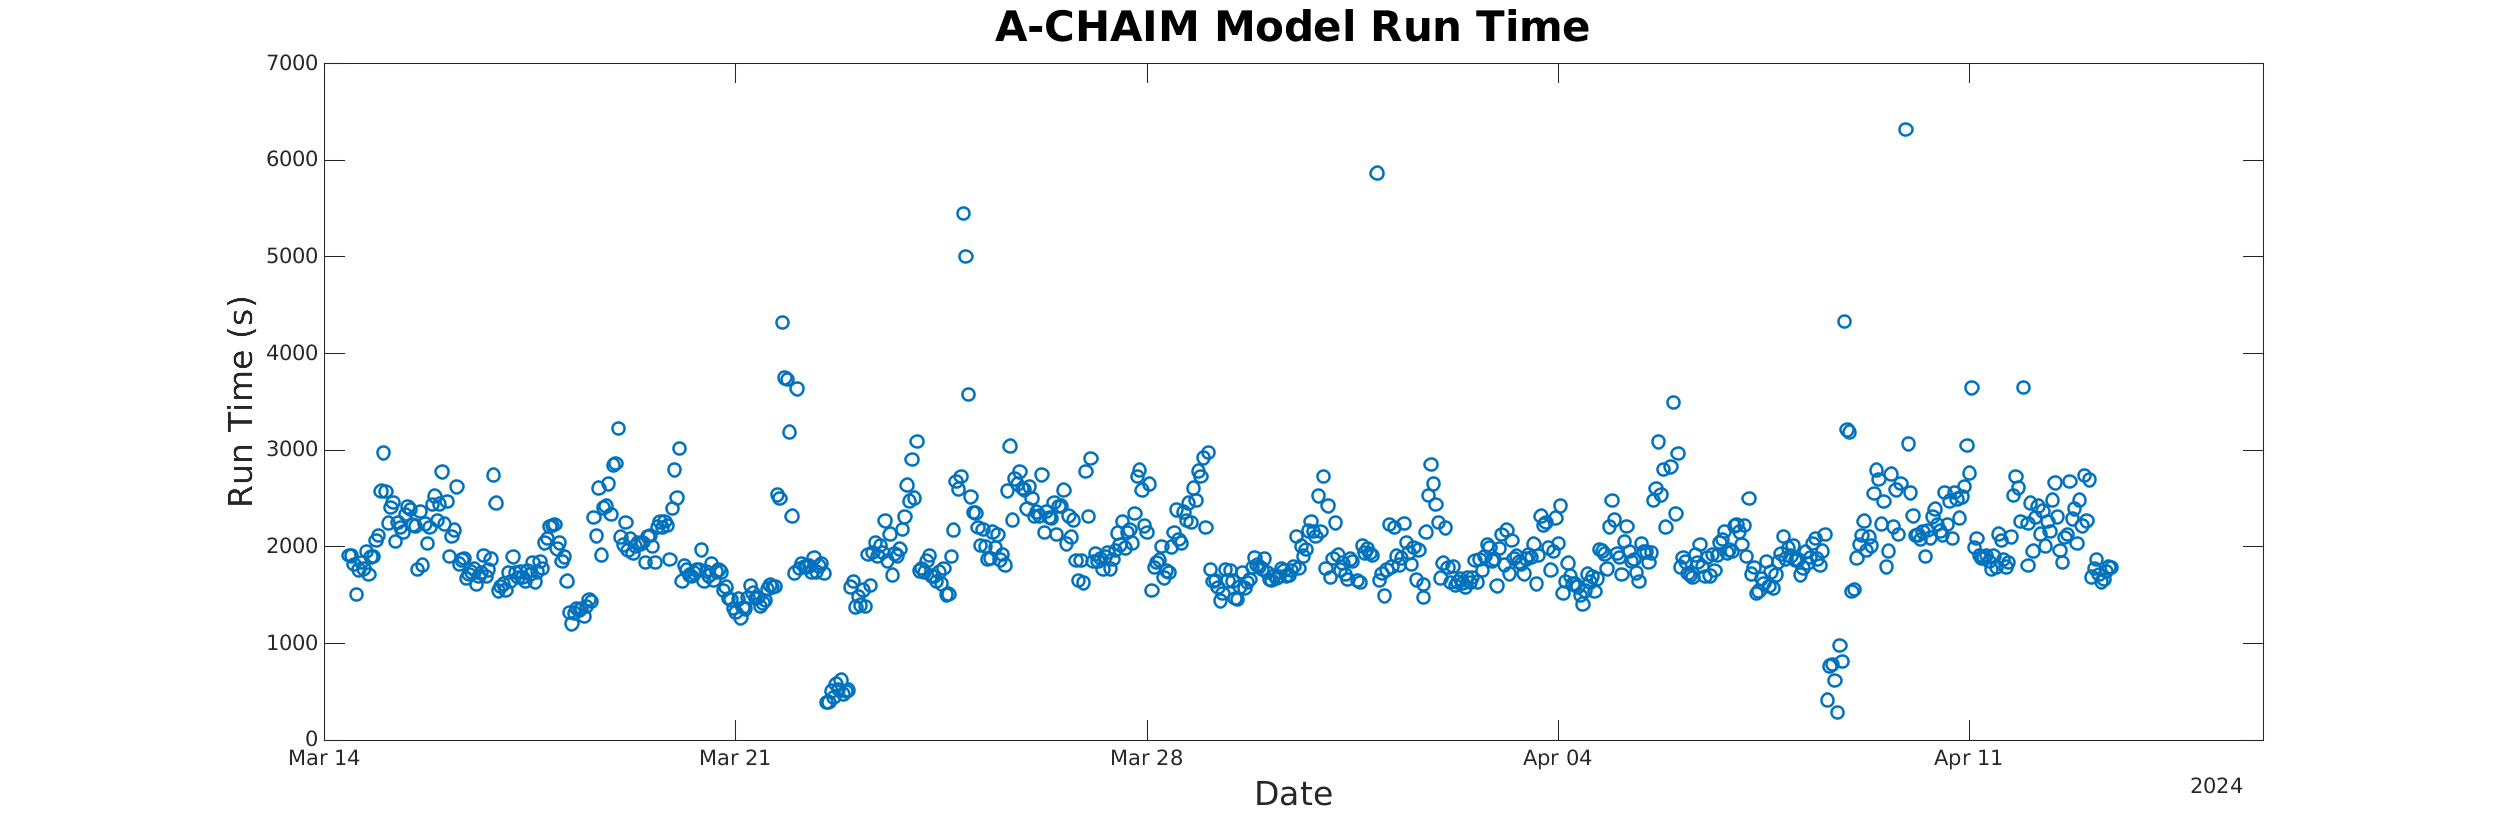 A-CHAIM Model Run Time
7000
6000
5000
4000
3000
2000
1000
0
Run Time (s)
Mar 14
Mar 21
Mar 28
Apr 04
Apr 11
2024
Date